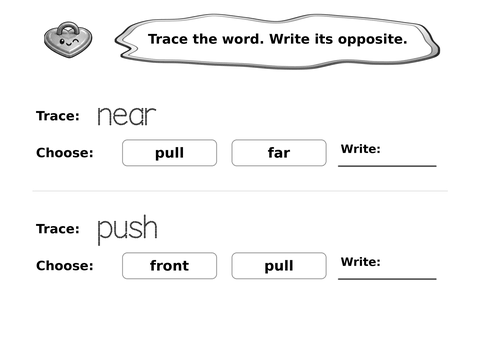 Trace the word. Write its opposite.
Trace: near
Choose: pull far Write:
Trace: push
Choose: front pull Write: